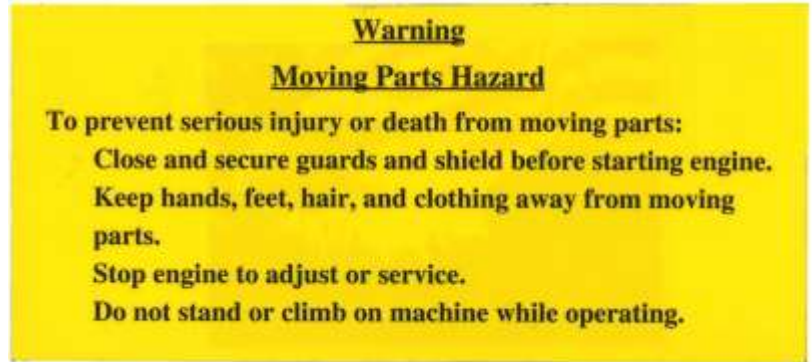 Warning
Moving Parts Hazard
To prevent serious injury or death from moving parts:
Close and secure guards and shield before starting engine.
Keep hands, feet, hair, and clothing away from moving
parts.
Stop engine to adjust or service.
Do not stand or climb on machine while operating.